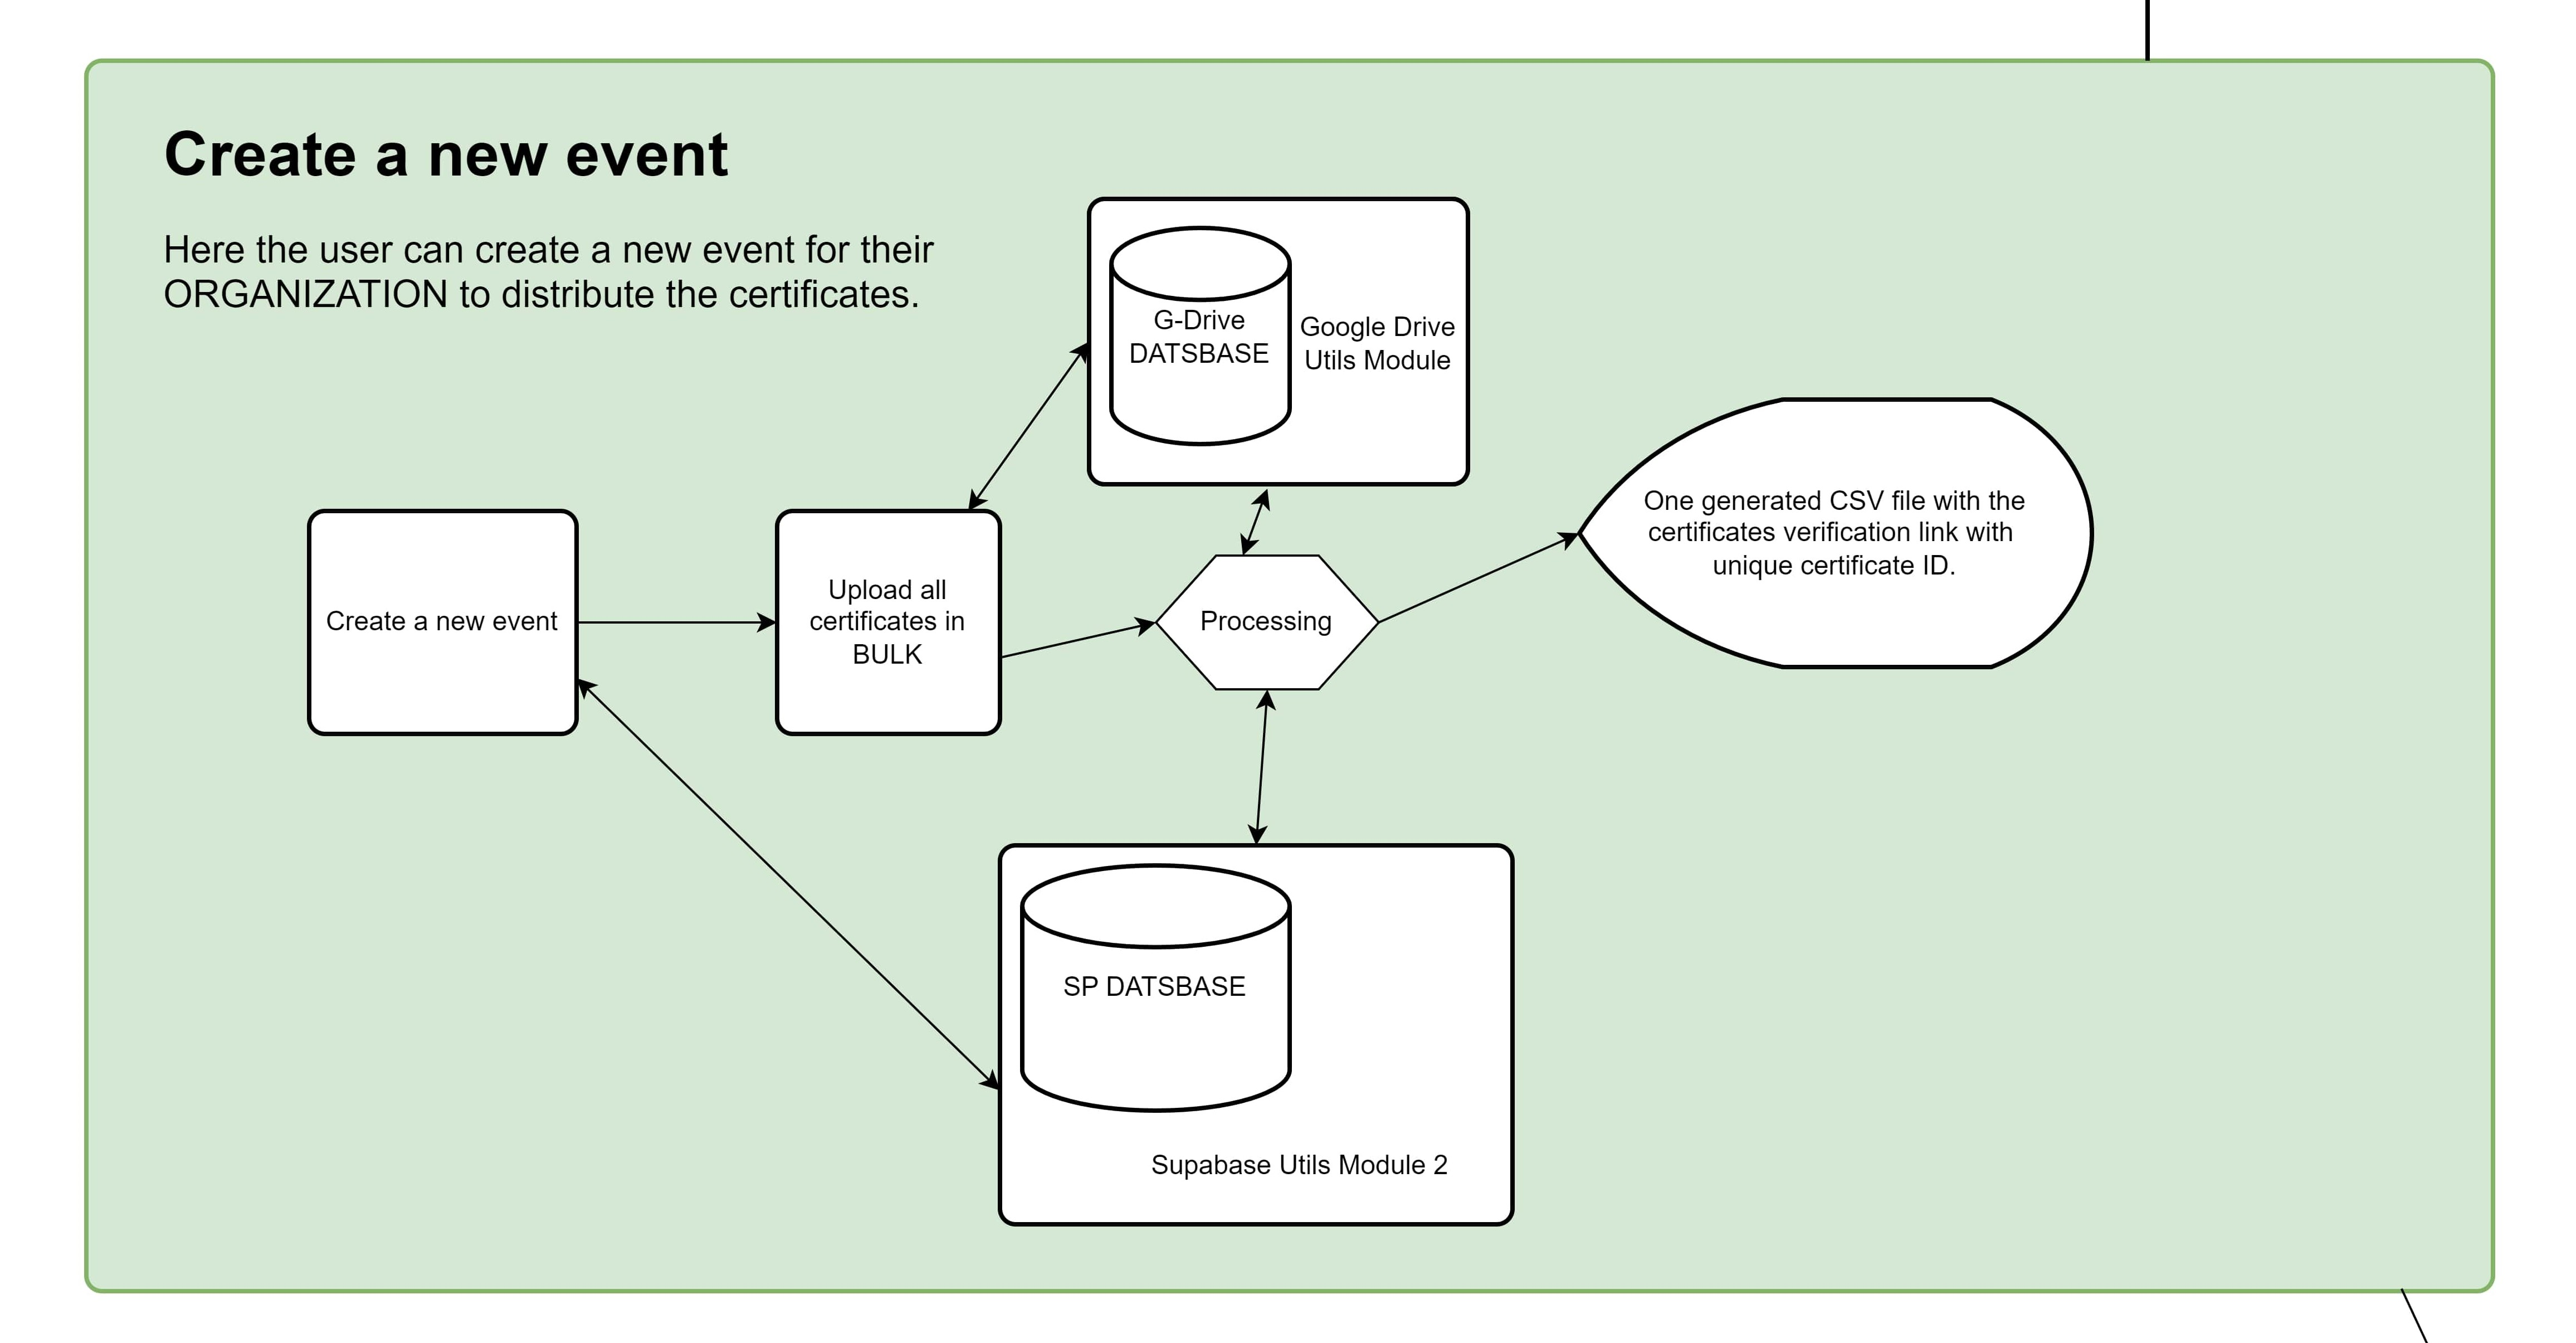 Create a new event
Here the user can create a new event for their
ORGANIZATION to distribute the certificates.
G-Drive
DATSBASE
Google Drive
Utils Module
One generated CSV file with the
certificates verification link with
unique certificate ID.
Create a new event
Upload all
certificates in
BULK
Processing
SP DATSBASE
Supabase Utils Module 2